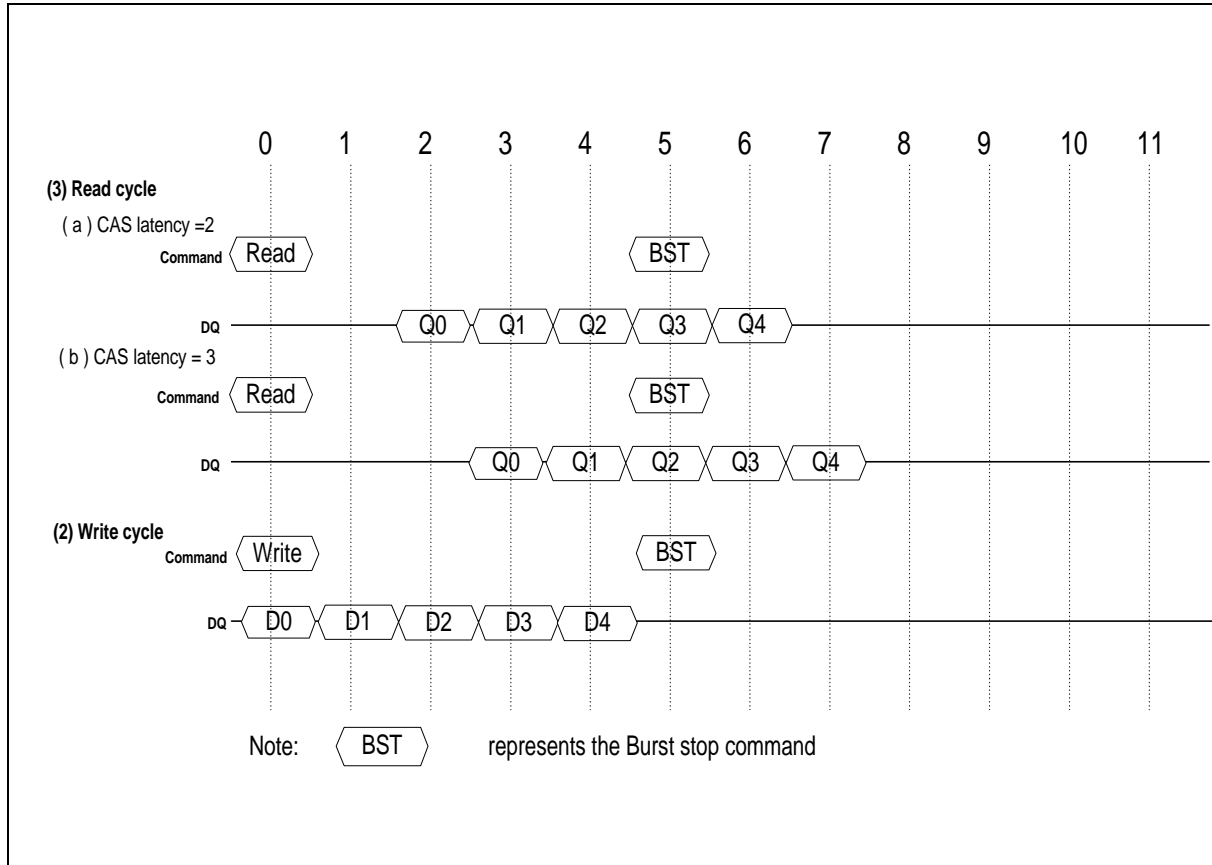 0 1 2 3 4 5 6 7 8 9 10 11
(3) Read cycle
( a ) CAS latency =2
Command Read BST
DQ Q0 Q1 Q2 Q3 Q4
( b ) CAS latency = 3
Command Read BST
DQ Q0 Q1 Q2 Q3 Q4
(2) Write cycle
Command Write BST
DQ D0 D1 D2 D3 D4
Note: BST represents the Burst stop command